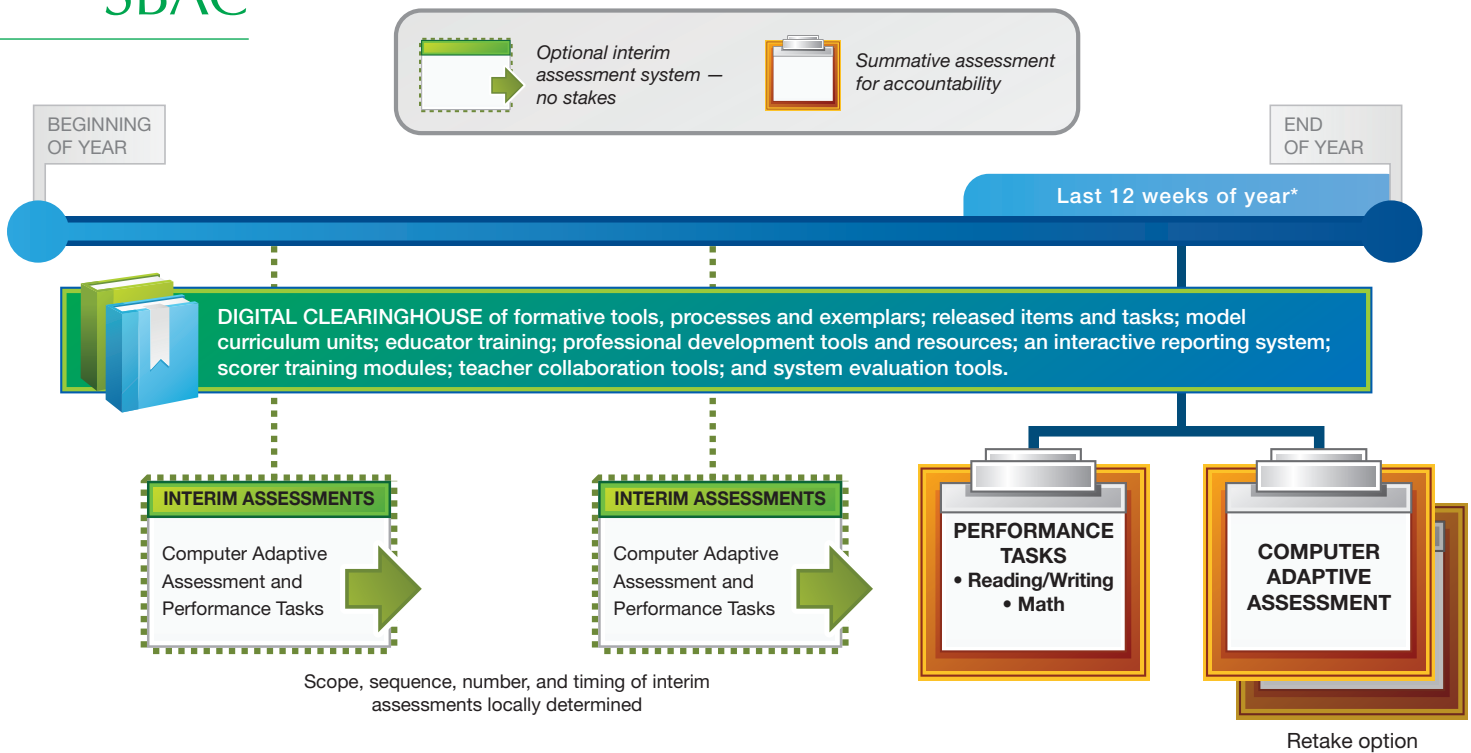 SBAC
Optional interim
assessment system —
no stakes
Summative assessment
for accountability
BEGINNING
OF YEAR
END
OF YEAR
Last 12 weeks of year*
DIGITAL CLEARINGHOUSE of formative tools, processes and exemplars; released items and tasks; model
curriculum units; educator training; professional development tools and resources; an interactive reporting system;
scorer training modules; teacher collaboration tools; and system evaluation tools.
INTERIM ASSESSMENTS
Computer Adaptive
Assessment and
Performance Tasks
INTERIM ASSESSMENTS
Computer Adaptive
Assessment and
Performance Tasks
PERFORMANCE
TASKS
• Reading/Writing
• Math
COMPUTER
ADAPTIVE
ASSESSMENT
Scope, sequence, number, and timing of interim
assessments locally determined
Retake option